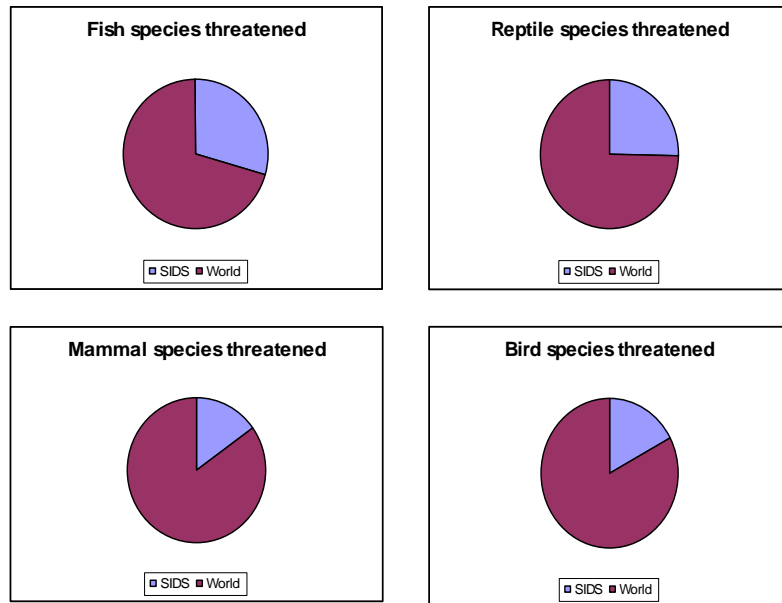 Fish species threatened
SIDS World
Reptile species threatened
SIDS World
Mammal species threatened
SIDS World
Bird species threatened
SIDS World